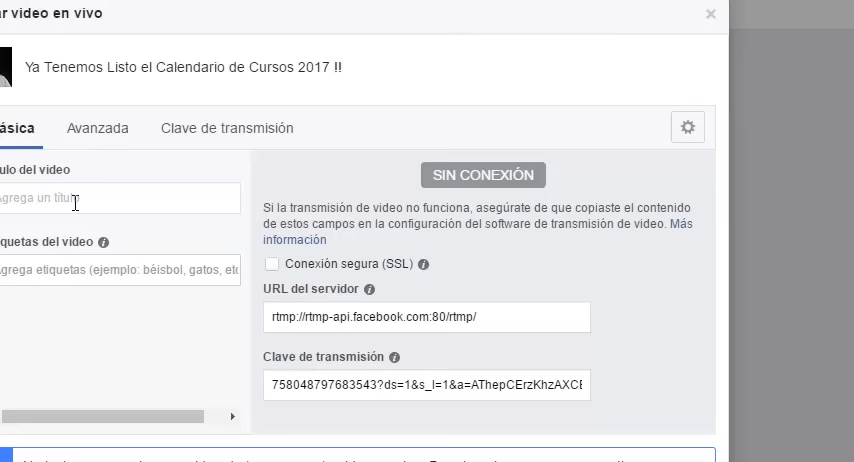 ar video en vivo
Ya Tenemos Listo el Calendario de Cursos 2017 !!
ásica
Avanzada
Clave de transmisión
ulo del video
Agrega un título
quetas del video
Agrega etiquetas (ejemplo: béisbol, gatos, etc
SIN CONEXIÓN
Si la transmisión de video no funciona, asegúrate de que copiaste el contenido
de estos campos en la configuración del software de transmisión de video. Más
información
Conexión segura (SSL)
URL del servidor
rtmp://rtmp-api.facebook.com:80/rtmp/
Clave de transmisión
758048797683543?ds=1&s_l=1&a=AThepCErzKhzAXCE